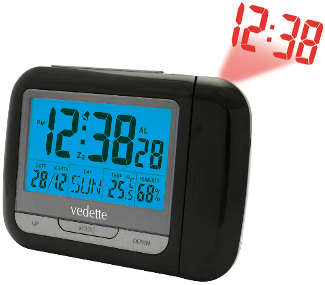 12:38
PM 12:38 AL 28
Zz
DATE MONTH DAY TEMP HUMIDITY
28/12 SUN 25.5 68%
vedette
UP MODE DOWN